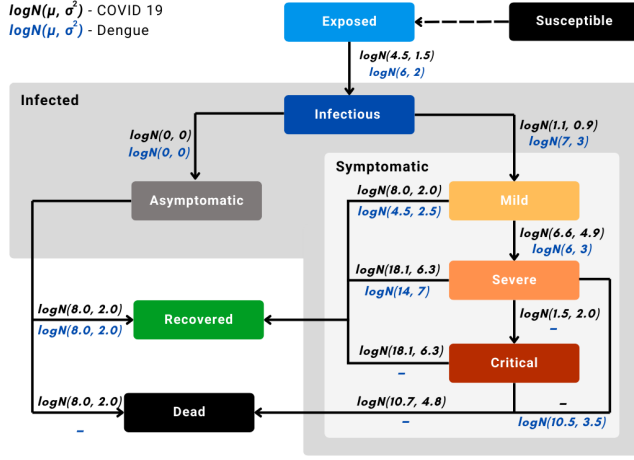 logN(μ, σ²) - COVID 19
logN(μ, σ²) - Dengue
Exposed
Susceptible
logN(4.5, 1.5)
logN(6, 2)
Infected
Infectious
logN(0, 0)
logN(0, 0)
logN(1.1, 0.9)
logN(7, 3)
Symptomatic
Asymptomatic
logN(8.0, 2.0)
logN(4.5, 2.5)
Mild
logN(6.6, 4.9)
logN(6, 3)
logN(18.1, 6.3)
logN(14, 7)
Severe
logN(8.0, 2.0)
logN(8.0, 2.0)
Recovered
logN(1.5, 2.0)
–
logN(18.1, 6.3)
–
Critical
logN(8.0, 2.0)
–
Dead
logN(10.7, 4.8)
–
–
logN(10.5, 3.5)